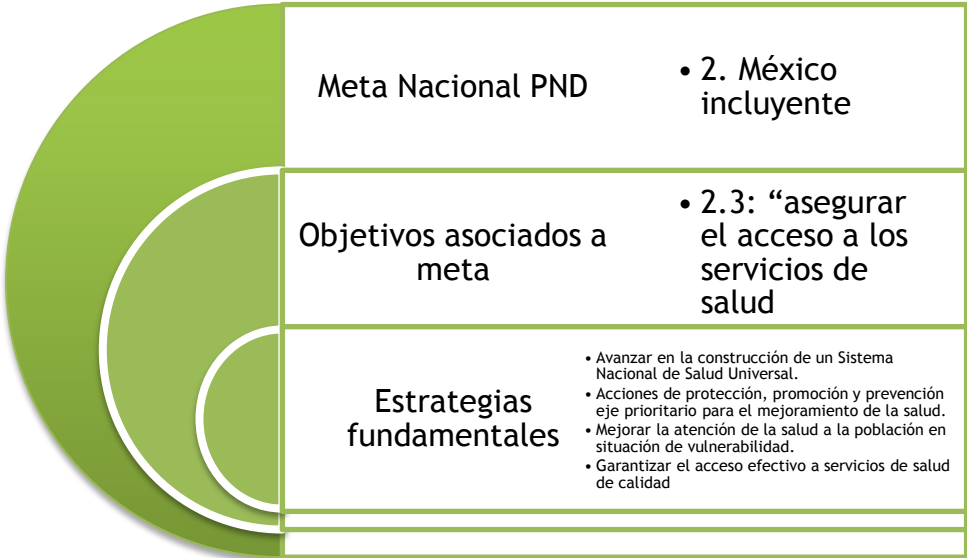 Meta Nacional PND
• 2. México
incluyente
Objetivos asociados a
meta
• 2.3: “asegurar
el acceso a los
servicios de
salud
Estrategias
fundamentales
• Avanzar en la construcción de un Sistema
Nacional de Salud Universal.
• Acciones de protección, promoción y prevención
eje prioritario para el mejoramiento de la salud.
• Mejorar la atención de la salud a la población en
situación de vulnerabilidad.
• Garantizar el acceso efectivo a servicios de salud
de calidad